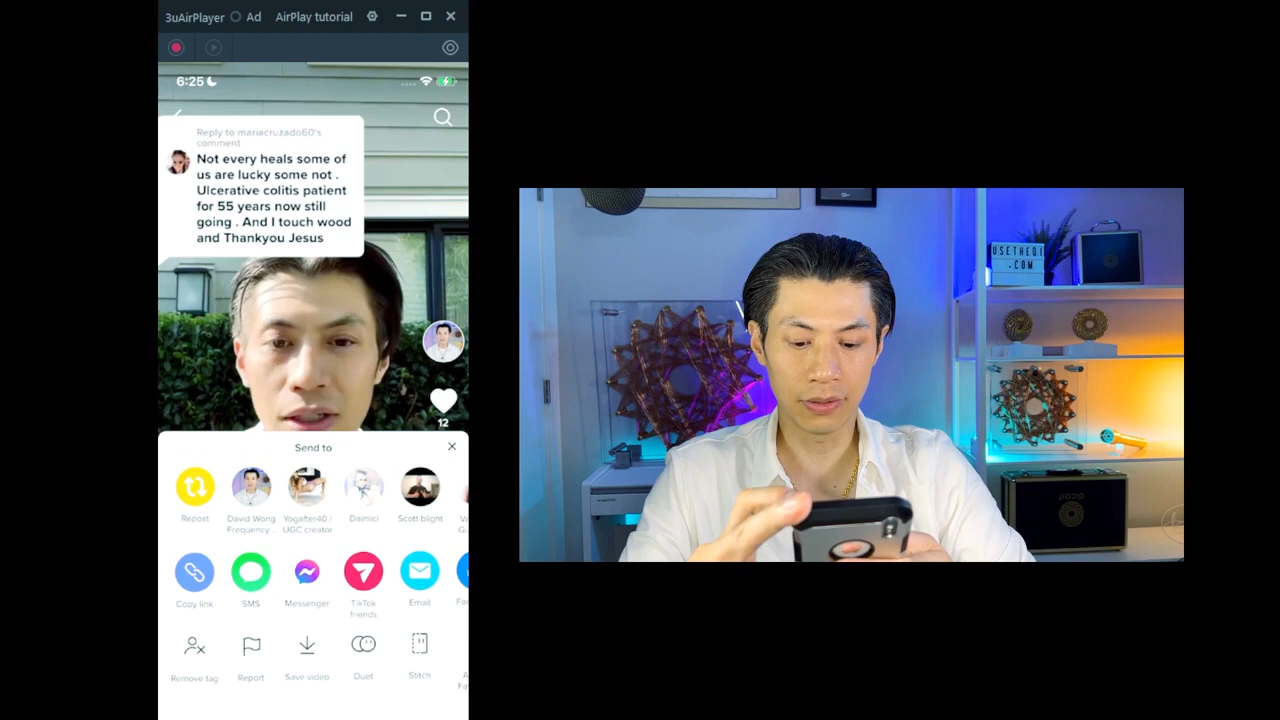 3uAirPlayer
Ad
AirPlay tutorial
6:25
Reply to mariacruzado60's
comment
Not every heals some of
us are lucky some not .
Ulcerative colitis patient
for 55 years now still
going . And I touch wood
and Thankyou Jesus
12
Send to
Repost
David Wong
Frequency...
Yogafter40 /
UGC creator
Daimici
Scott blight
Copy link
SMS
Messenger
TikTok
friends
Email
Remove tag
Report
Save video
Duet
Stitch
USETHEQI
.COM